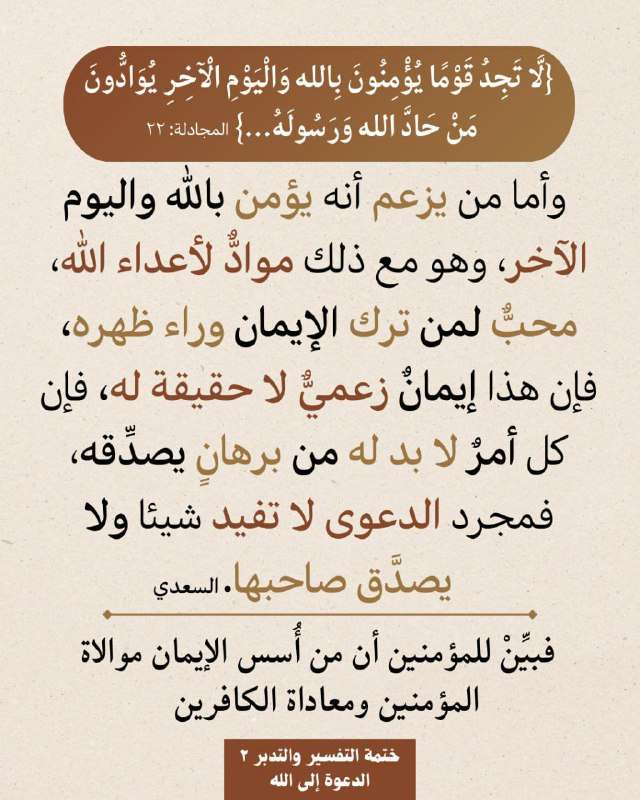 {لَّا تَجِدُ قَوْمًا يُؤْمِنُونَ بِالله وَالْيَوْمِ الْآخِرِ يُوَادُّونَ
مَنْ حَادَّ الله وَرَسُولَهُ...} المجادلة: ٢٢
وأما من يزعم أنه يؤمن بالله واليوم
الآخر، وهو مع ذلك موادٌّ لأعداء الله،
محبٌّ لمن ترك الإيمان وراء ظهره،
فإن هذا إيمانٌ زعميٌّ لا حقيقة له، فإن
كل أمرٌ لا بد له من برهانٍ يصدِّقه،
فمجرد الدعوى لا تفيد شيئا ولا
يصدَّق صاحبها. السعدي
فبيِّنْ للمؤمنين أن من أُسس الإيمان موالاة
المؤمنين ومعاداة الكافرين
ختمة التفسير والتدبر ٢
الدعوة إلى الله